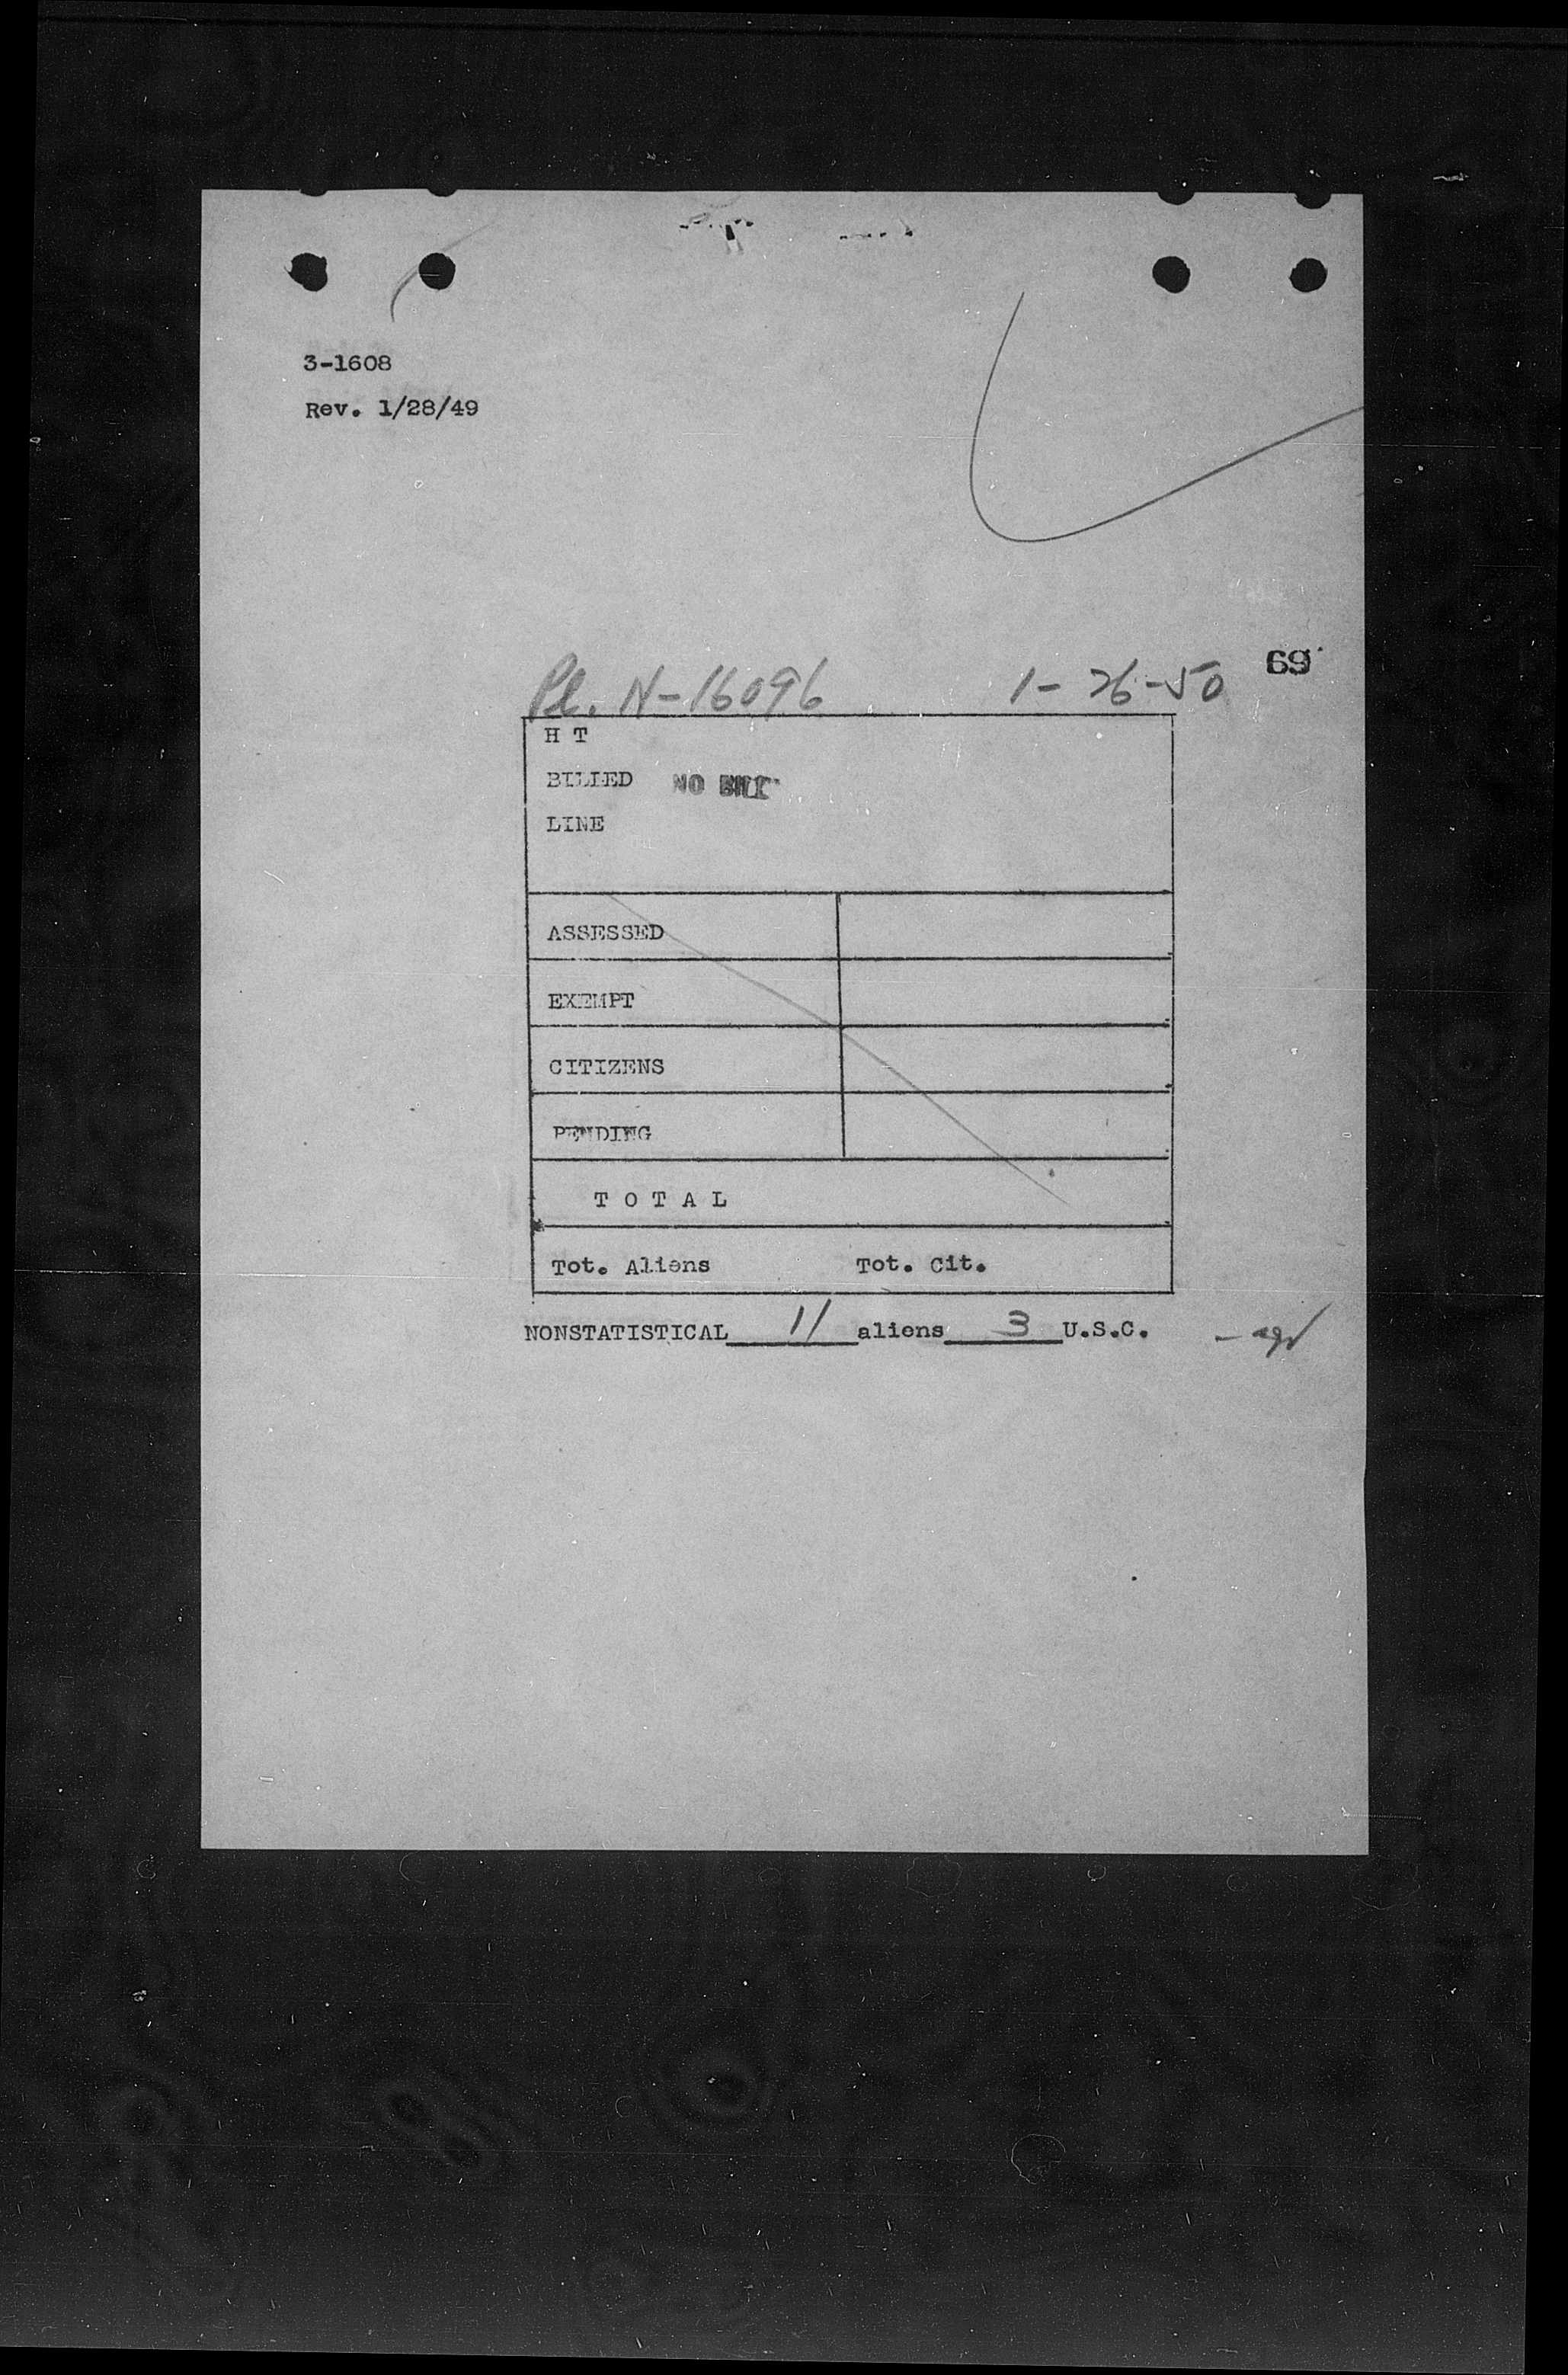 3-1608
Rev. 1/28/49
69
Pl. N-16096 1-26-50
H T
BILLED NO BILL
LINE
ASSESSED
EXEMPT
CITIZENS
PENDING
T O T A L
Tot. Aliens Tot. Cit.
NONSTATISTICAL 11 aliens 3 U.S.C.